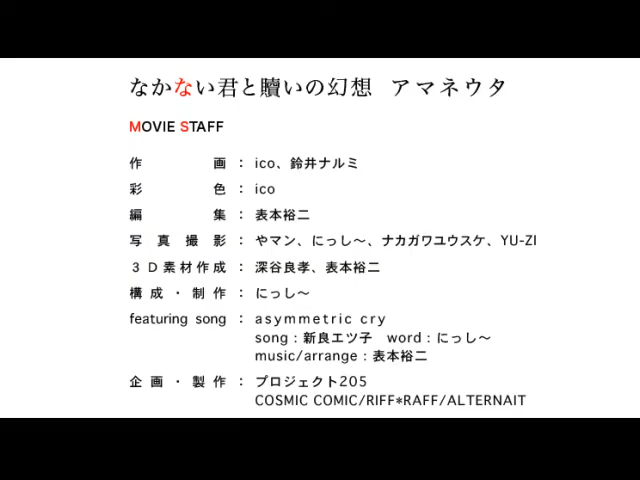 なかない君と贖いの幻想 アマネウタ
MOVIE STAFF
作画：ico、鈴井ナルミ
彩色：ico
編集：表本裕二
写真撮影：やマン、にっし～、ナカガワユウスケ、YU-ZI
３Ｄ素材作成：深谷良孝、表本裕二
構成・制作：にっし～
featuring song：asymmetric cry
song：新良エツ子 word：にっし～
music/arrange：表本裕二
企画・製作：プロジェクト205
COSMIC COMIC/RIFF*RAFF/ALTERNAIT